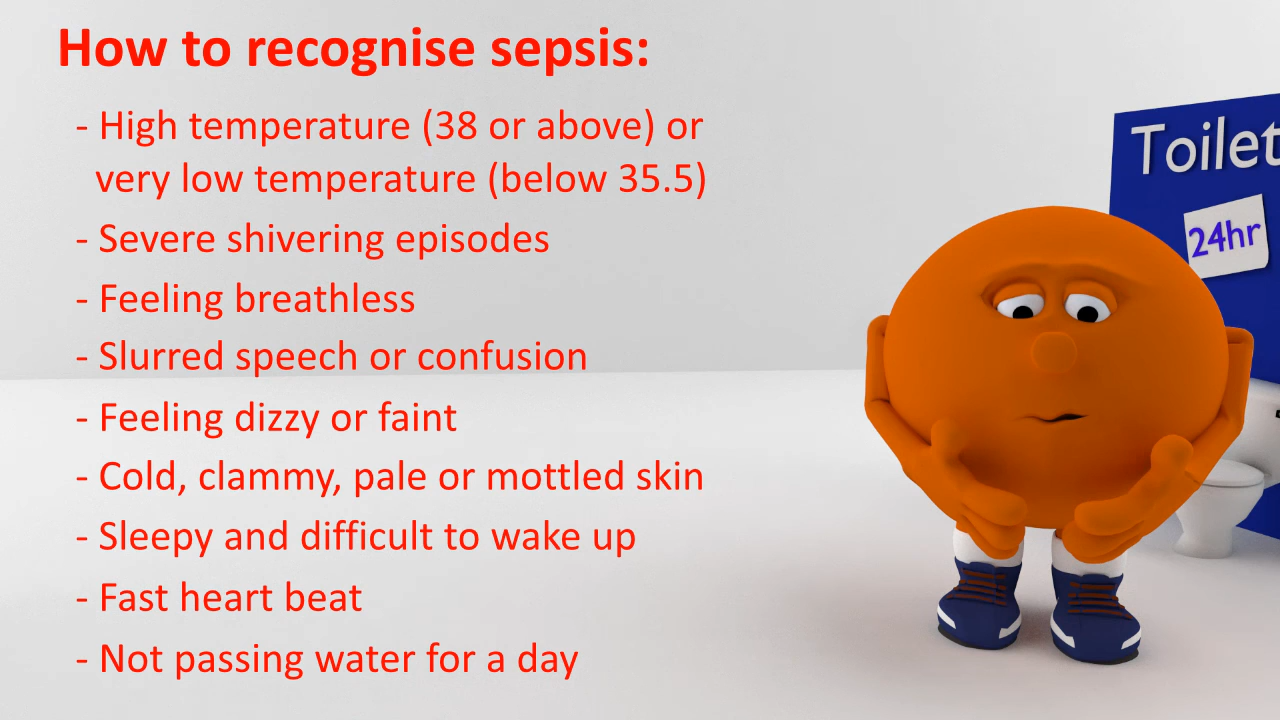 How to recognise sepsis:
- High temperature (38 or above) or
very low temperature (below 35.5)
- Severe shivering episodes
- Feeling breathless
- Slurred speech or confusion
- Feeling dizzy or faint
- Cold, clammy, pale or mottled skin
- Sleepy and difficult to wake up
- Fast heart beat
- Not passing water for a day
Toilet
24hr